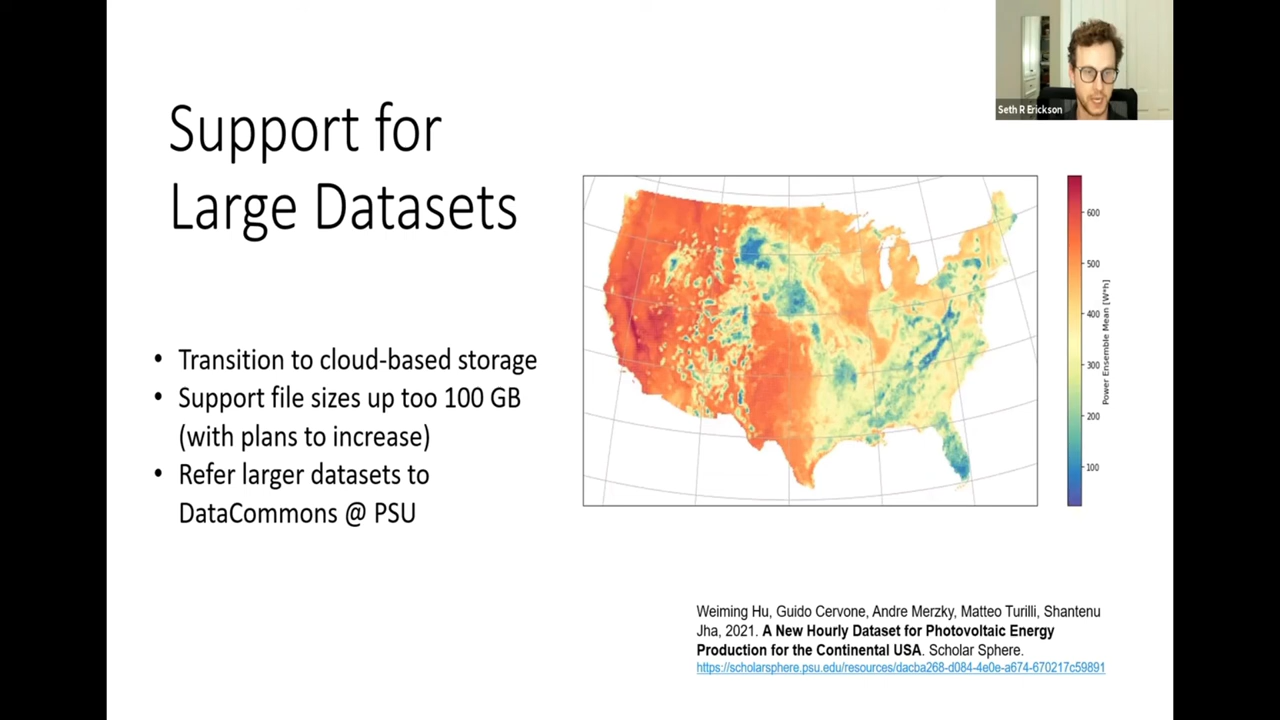 Support for
Large Datasets
• Transition to cloud-based storage
• Support file sizes up too 100 GB
(with plans to increase)
• Refer larger datasets to
DataCommons @ PSU
Seth R Erickson
600
500
400
300
200
100
Power Ensemble Mean [W*h]
Weiming Hu, Guido Cervone, Andre Merzky, Matteo Turilli, Shantenu
Jha, 2021. A New Hourly Dataset for Photovoltaic Energy
Production for the Continental USA. Scholar Sphere.
https://scholarsphere.psu.edu/resources/dacba268-d084-4e0e-a674-670217c59891